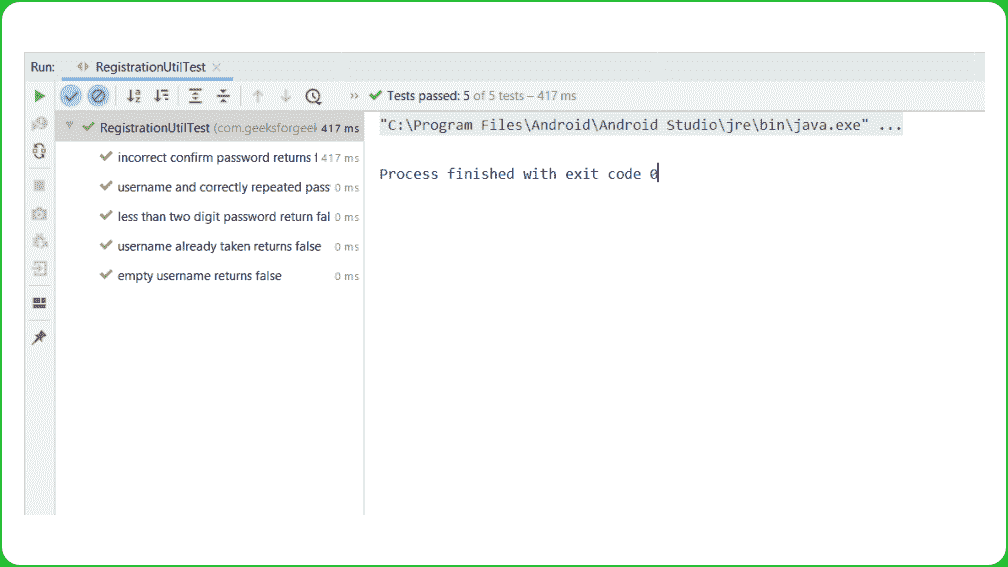 Run: RegistrationUtilTest
Tests passed: 5 of 5 tests – 417 ms
RegistrationUtilTest (com.geeksforgeek 417 ms
incorrect confirm password returns f 417 ms
username and correctly repeated pass 0 ms
less than two digit password return fal 0 ms
username already taken returns false 0 ms
empty username returns false 0 ms
"C:\Program Files\Android\Android Studio\jre\bin\java.exe" ...
Process finished with exit code 0